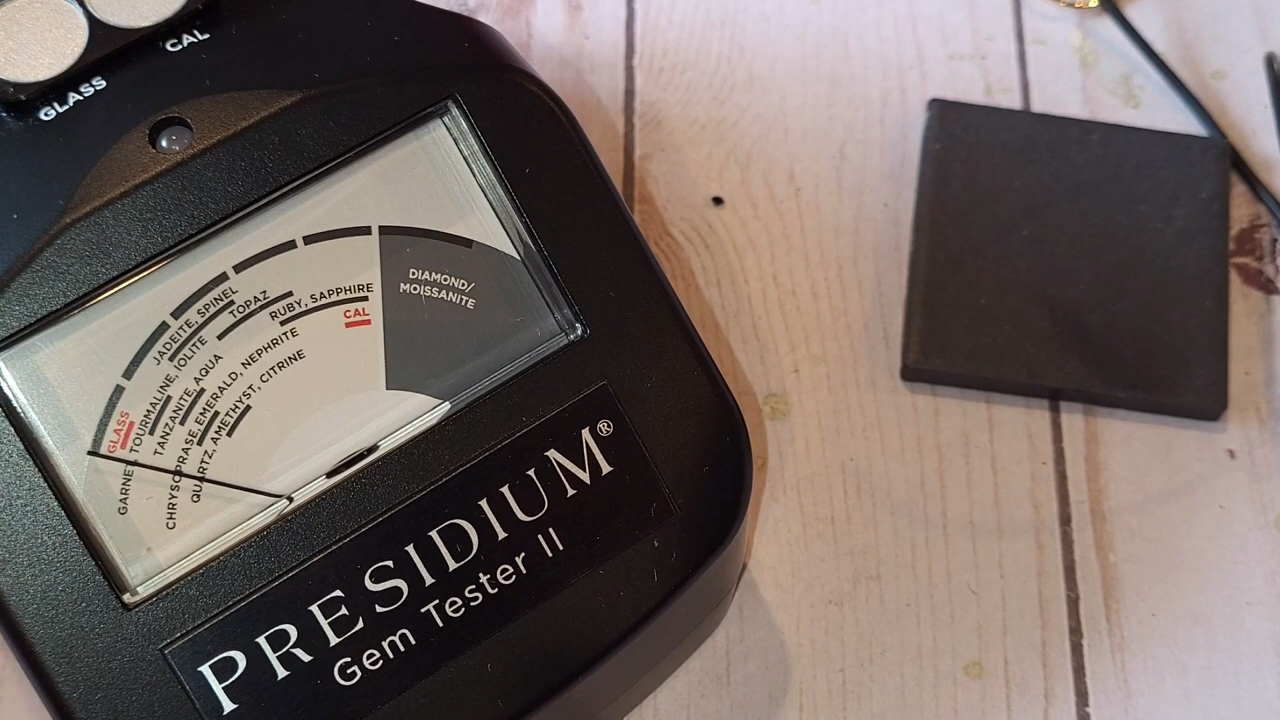 CAL
GLASS
DIAMOND/
MOISSANITE
JADEITE, SPINEL
TOPAZ
RUBY, SAPPHIRE
CAL
GLASS
GARNET, TOURMALINE, IOLITE
TANZANITE, AQUA
CHRYSOPRASE, EMERALD, NEPHRITE
QUARTZ, AMETHYST, CITRINE
PRESIDIUM®
Gem Tester II